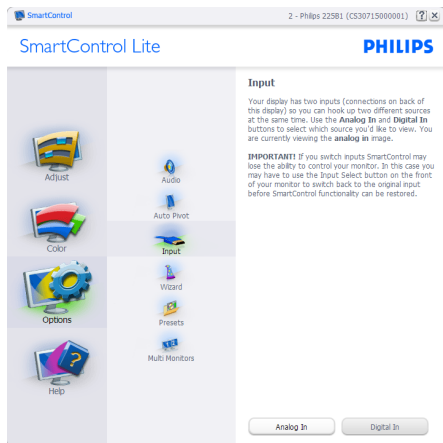 SmartControl
2 - Philips 225B1 (CS30715000001)
SmartControl Lite
PHILIPS
Adjust
Color
Options
Help
Audio
Auto Pivot
Input
Wizard
Presets
Multi Monitors
Input
Your display has two inputs (connections on back of
this display) so you can hook up two different sources
at the same time. Use the Analog In and Digital In
buttons to select which source you'd like to view. You
are currently viewing the analog in image.
IMPORTANT! If you switch inputs SmartControl may
lose the ability to control your monitor. In this case you
may have to use the Input Select button on the front
of your monitor to switch back to the original input
before SmartControl functionality can be restored.
Analog In
Digital In